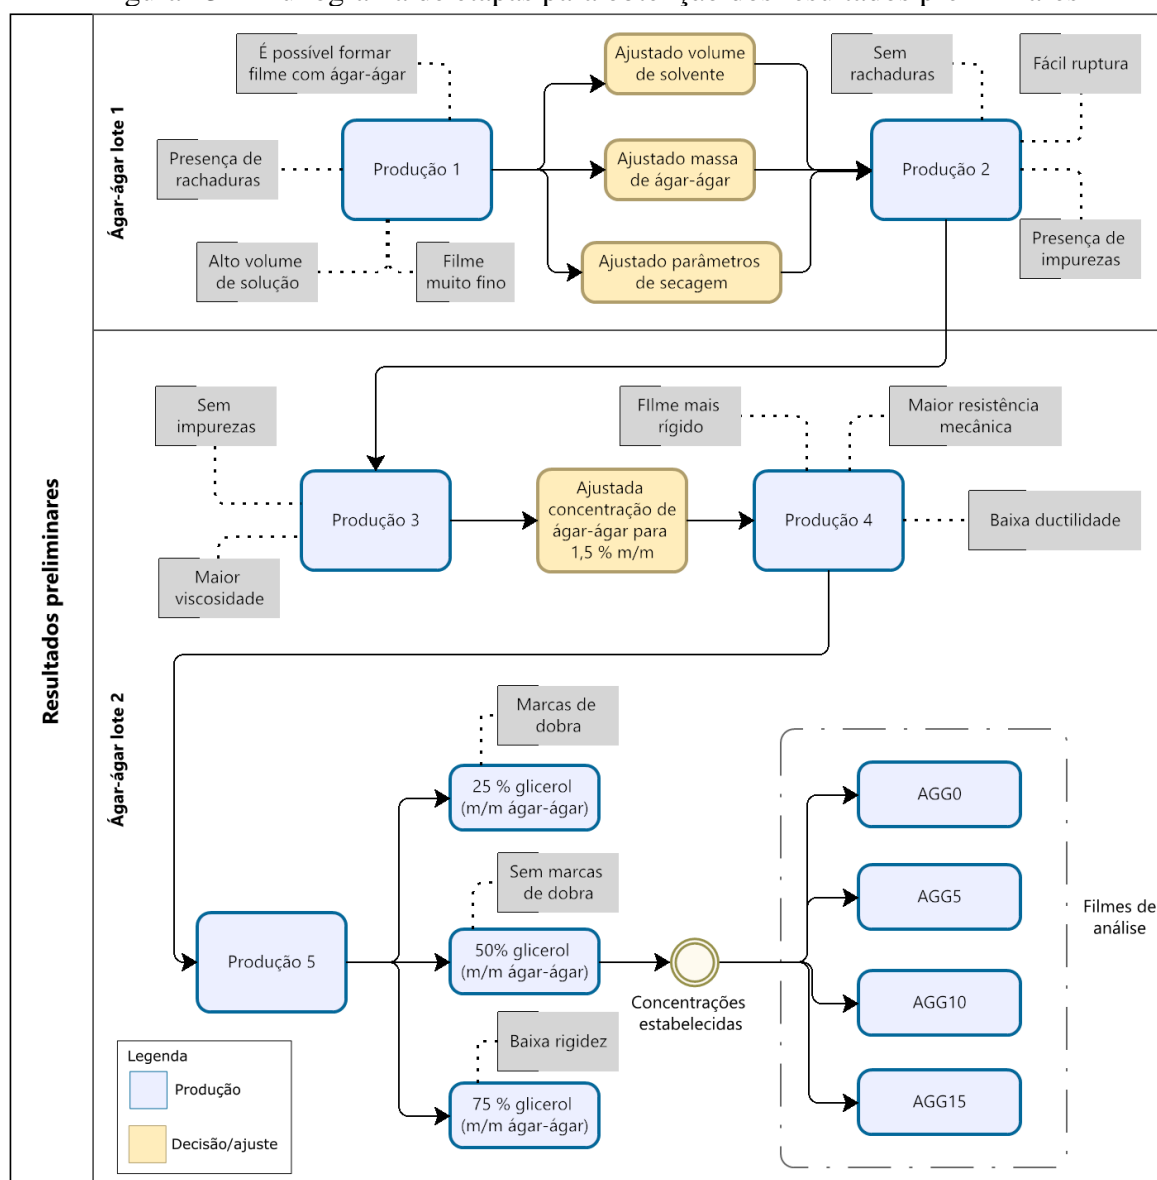 Ágar-ágar lote 1
É possível formar
filme com ágar-ágar
Presença de
rachaduras
Produção 1
Alto volume
de solução
Filme
muito fino
Ajustado volume
de solvente
Ajustado massa
de ágar-ágar
Ajustado parâmetros
de secagem
Sem
rachaduras
Fácil ruptura
Produção 2
Presença de
impurezas
Resultados preliminares
Ágar-ágar lote 2
Sem
impurezas
Produção 3
Maior
viscosidade
Ajustada
concentração de
ágar-ágar para
1,5 % m/m
FIlme mais
rígido
Maior resistência
mecânica
Produção 4
Baixa ductilidade
Produção 5
Marcas de
dobra
25 % glicerol
(m/m ágar-ágar)
Sem marcas
de dobra
50% glicerol
(m/m ágar-ágar)
Baixa rigidez
75 % glicerol
(m/m ágar-ágar)
Concentrações
estabelecidas
AGG0
AGG5
AGG10
AGG15
Filmes de
análise
Legenda
Produção
Decisão/ajuste